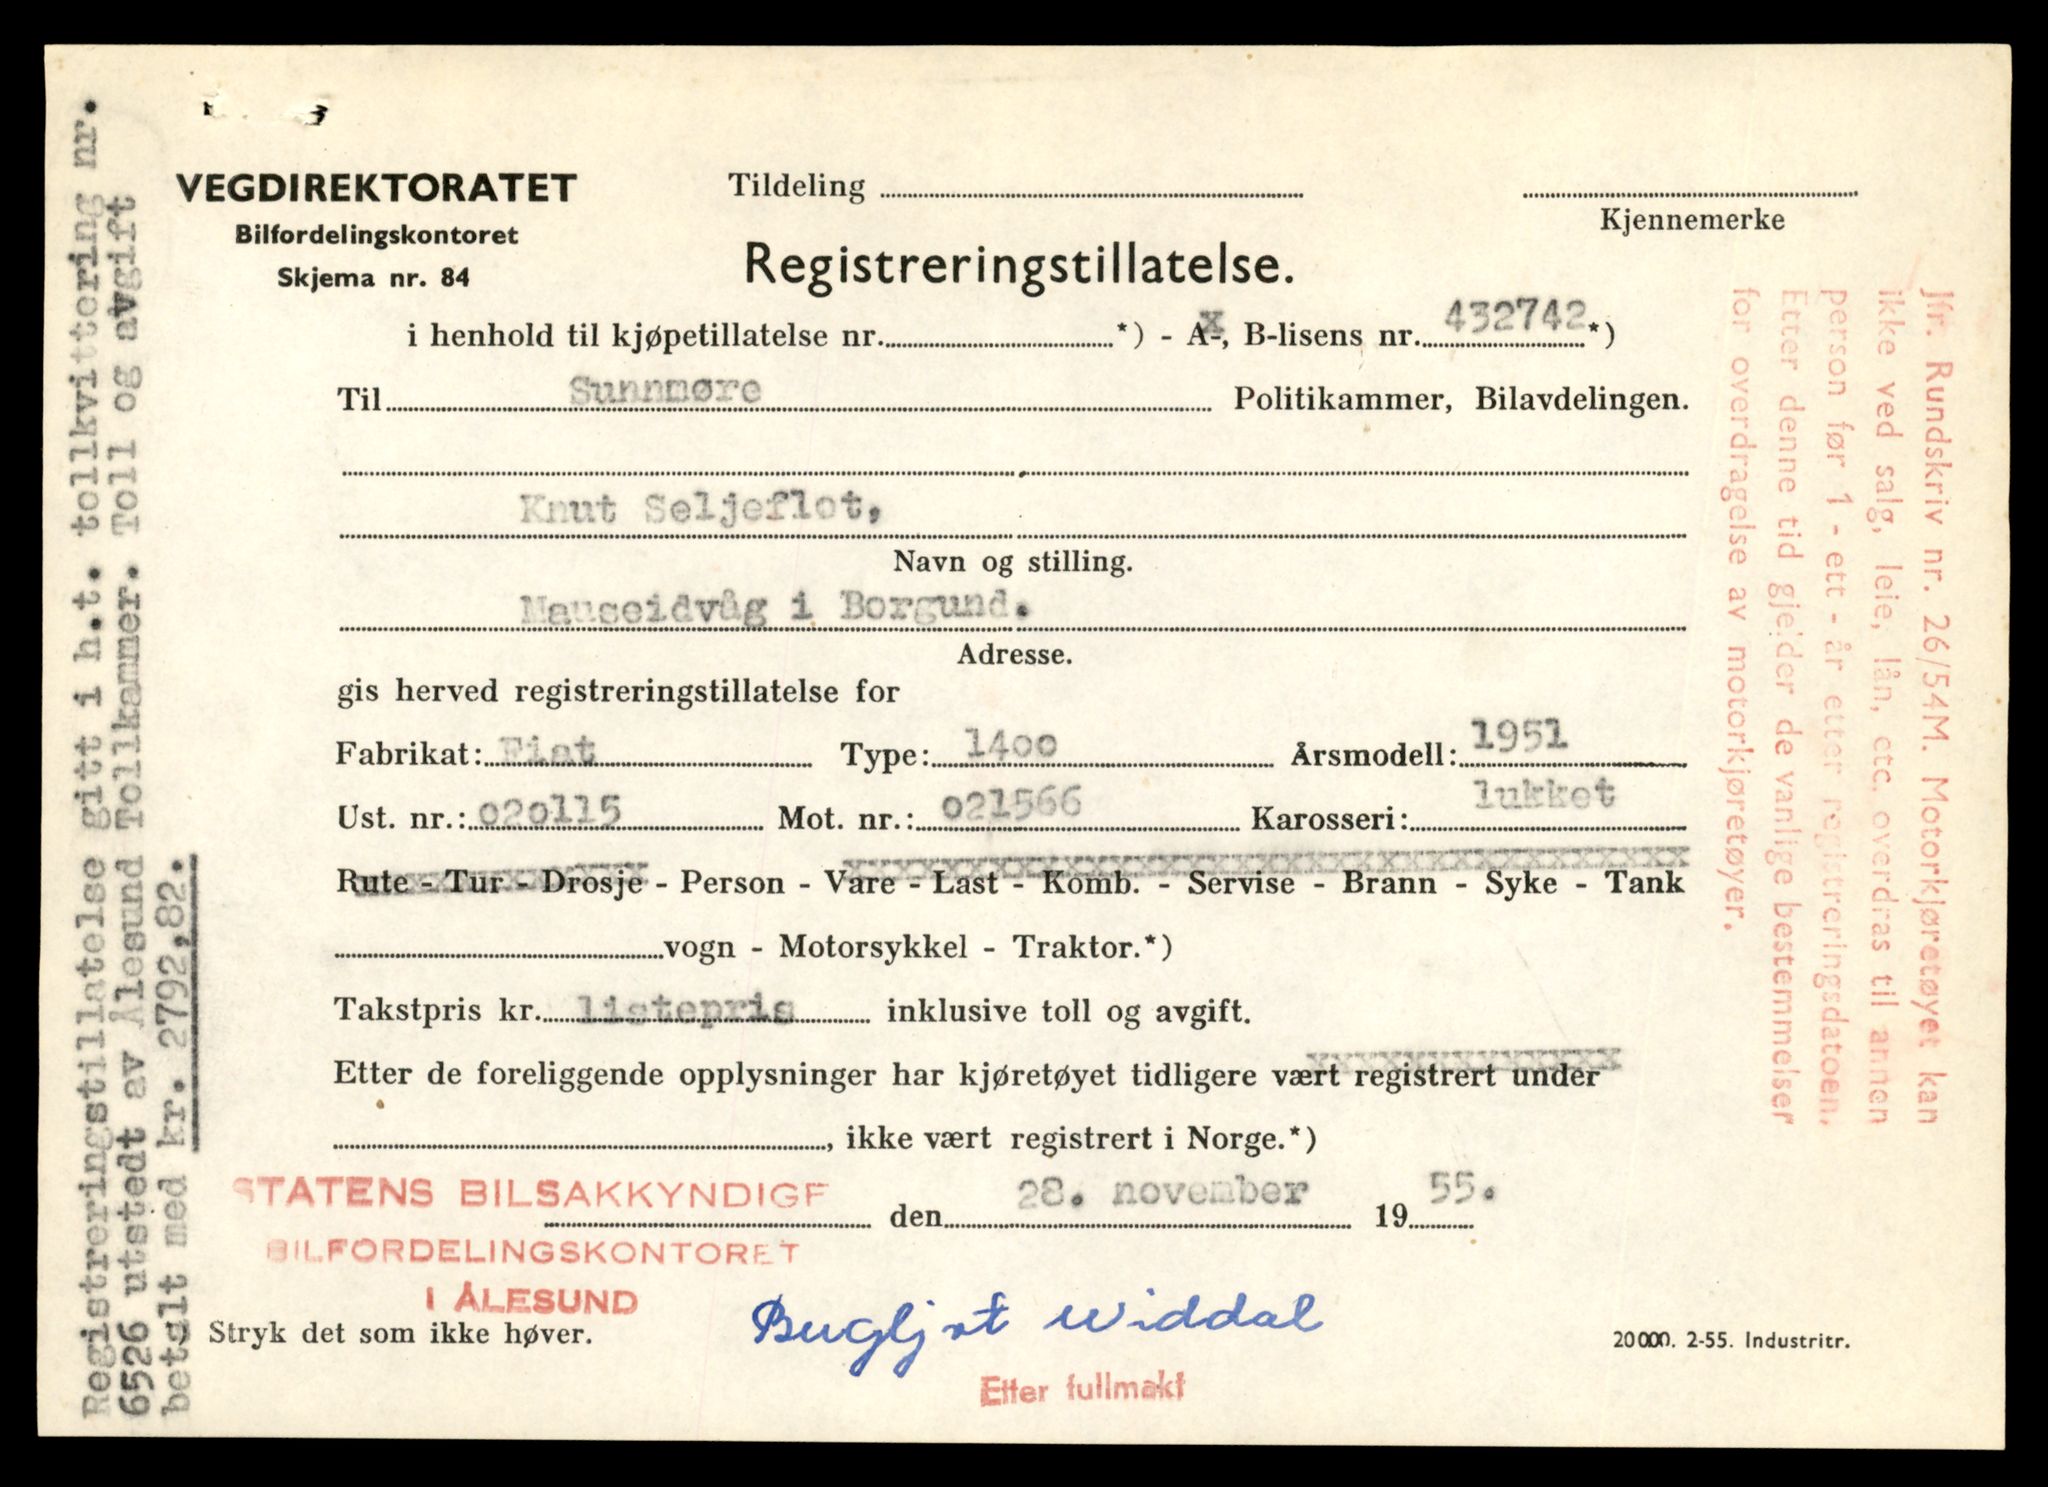 Registreringstillatelse gitt i h.t. tollkvittering nr.
6526 utstedt av Ålesund Tollkammer. Toll og avgift
betalt med kr. 2792,82.
VEGDIREKTORATET
Bilfordelingskontoret
Skjema nr. 84
Tildeling
Kjennemerke
Registreringstillatelse.
i henhold til kjøpetillatelse nr. *) - A-, B-lisens nr. 432742 *)
Til Sunnmøre Politikammer, Bilavdelingen.
Knut Seljeflot,
Navn og stilling.
Mauseidvåg i Borgund.
Adresse.
gis herved registreringstillatelse for
Fabrikat: Fiat Type: 14oo Årsmodell: 1951
Ust. nr.: o2o115 Mot. nr.: o21566 Karosseri: lukket
Rute - Tur - Drosje - Person - Vare - Last - Komb. - Servise - Brann - Syke - Tank
vogn - Motorsykkel - Traktor.*)
Takstpris kr. listepris inklusive toll og avgift.
Etter de foreliggende opplysninger har kjøretøyet tidligere vært registrert under
, ikke vært registrert i Norge.*)
STATENS BILSAKKYNDIGE
den 28. november 19 55.
BILFORDELINGSKONTORET
I ÅLESUND
Stryk det som ikke høver.
Widdal
Etter fullmakt
20000. 2-55. Industritr.
Jfr. Rundskriv nr. 26/54M. Motorkjøretøyet kan
ikke ved salg, leie, lån, etc. overdras til annen
person før 1 - ett - år etter registreringsdatoen.
Etter denne tid gjelder de vanlige bestemmelser
for overdragelse av motorkjøretøyer.